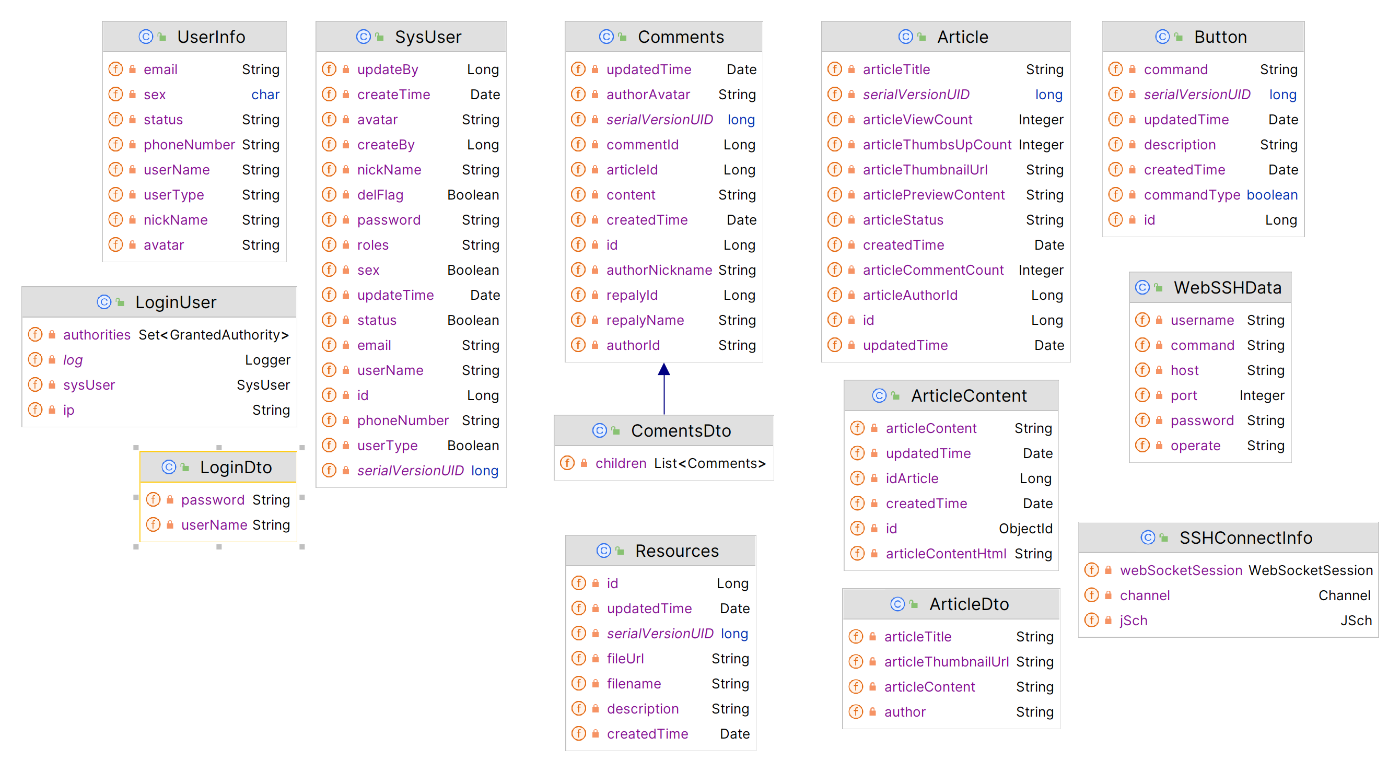 UserInfo
email String
sex char
status String
phoneNumber String
userName String
userType String
nickName String
avatar String
SysUser
updateBy Long
createTime Date
avatar String
createBy Long
nickName String
delFlag Boolean
password String
roles String
sex Boolean
updateTime Date
status Boolean
email String
userName String
id Long
phoneNumber String
userType Boolean
serialVersionUID long
Comments
updatedTime Date
authorAvatar String
serialVersionUID long
commentId Long
articleId Long
content String
createdTime Date
id Long
authorNickname String
repalyId Long
repalyName String
authorId String
Article
articleTitle String
serialVersionUID long
articleViewCount Integer
articleThumbsUpCount Integer
articleThumbnailUrl String
articlePreviewContent String
articleStatus String
createdTime Date
articleCommentCount Integer
articleAuthorId Long
id Long
updatedTime Date
Button
command String
serialVersionUID long
updatedTime Date
description String
createdTime Date
commandType boolean
id Long
LoginUser
authorities Set<GrantedAuthority>
log Logger
sysUser SysUser
ip String
WebSSHData
username String
command String
host String
port Integer
password String
operate String
LoginDto
password String
userName String
ComentsDto
children List<Comments>
ArticleContent
articleContent String
updatedTime Date
idArticle Long
createdTime Date
id ObjectId
articleContentHtml String
Resources
id Long
updatedTime Date
serialVersionUID long
fileUrl String
filename String
description String
createdTime Date
ArticleDto
articleTitle String
articleThumbnailUrl String
articleContent String
author String
SSHConnectInfo
webSocketSession WebSocketSession
channel Channel
jSch JSch